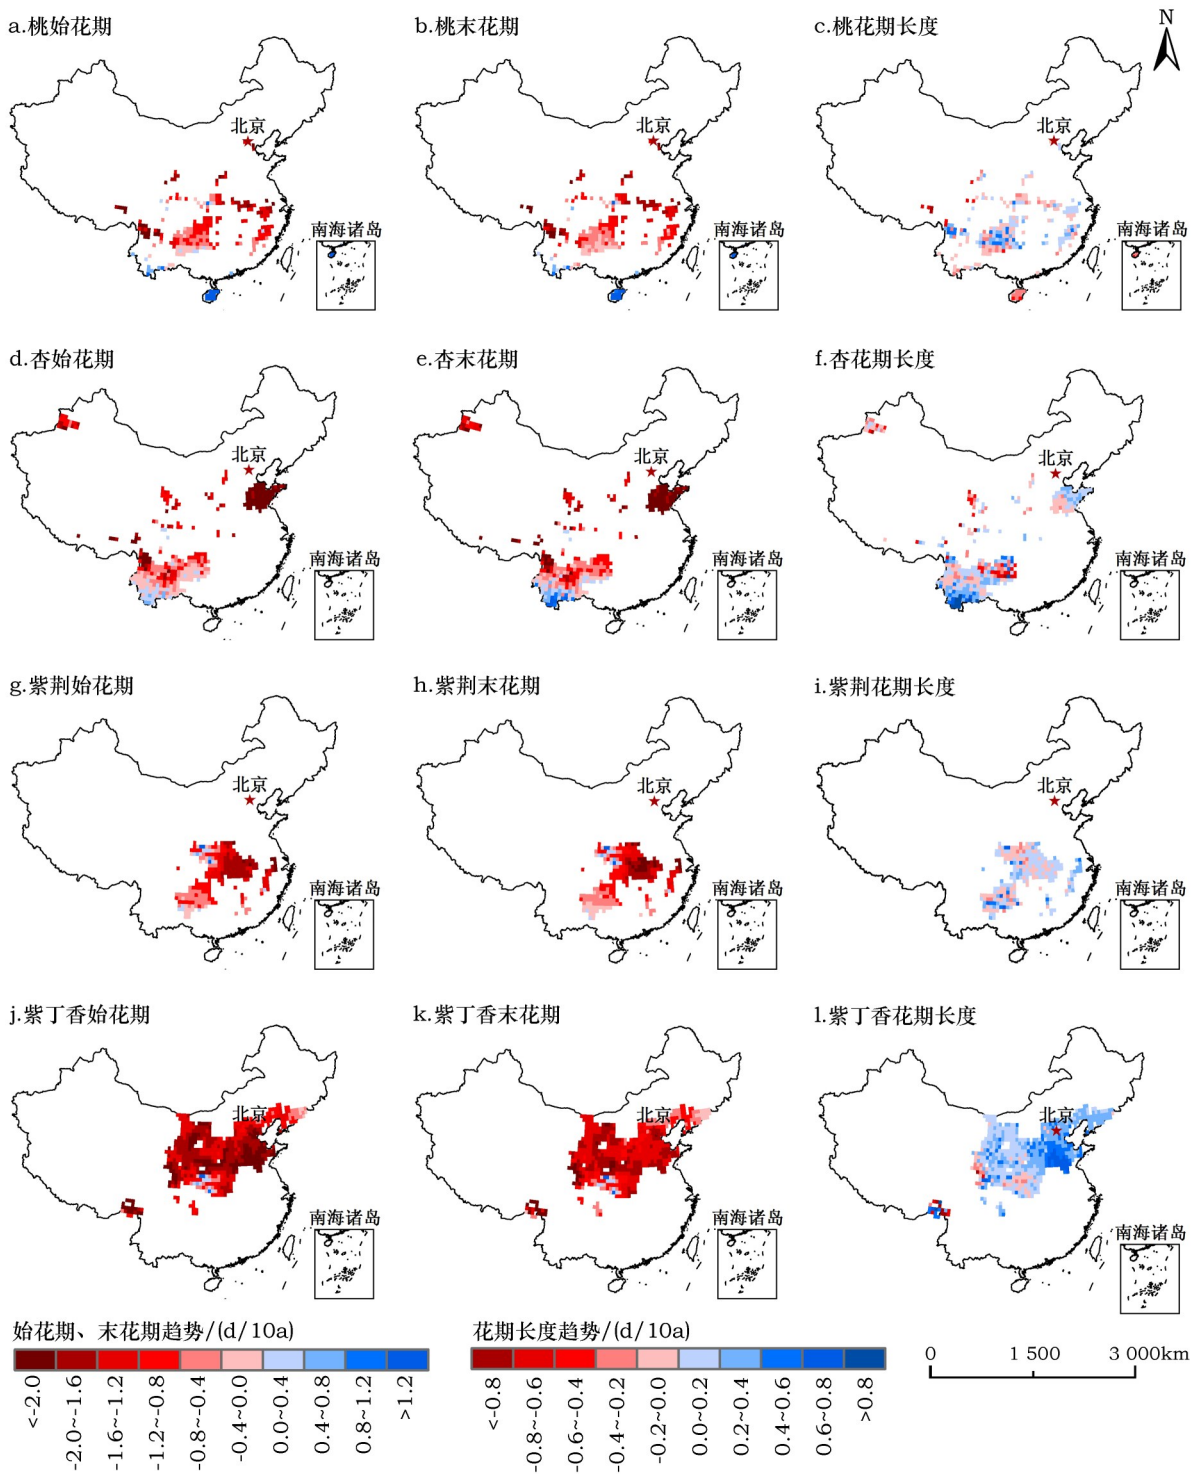 a.桃始花期
b.桃末花期
c.桃花期长度
N
北京
北京
北京
南海诸岛
南海诸岛
南海诸岛
d.杏始花期
e.杏末花期
f.杏花期长度
北京
北京
北京
南海诸岛
南海诸岛
南海诸岛
g.紫荆始花期
h.紫荆末花期
i.紫荆花期长度
北京
北京
北京
南海诸岛
南海诸岛
南海诸岛
j.紫丁香始花期
k.紫丁香末花期
l.紫丁香花期长度
北京
北京
北京
南海诸岛
南海诸岛
南海诸岛
始花期、末花期趋势/(d/10a)
<-2.0
-2.0~-1.6
-1.6~-1.2
-1.2~-0.8
-0.8~-0.4
-0.4~0.0
0.0~0.4
0.4~0.8
0.8~1.2
>1.2
花期长度趋势/(d/10a)
<-0.8
-0.8~-0.6
-0.6~-0.4
-0.4~-0.2
-0.2~0.0
0.0~0.2
0.2~0.4
0.4~0.6
0.6~0.8
>0.8
0 1 500 3 000km